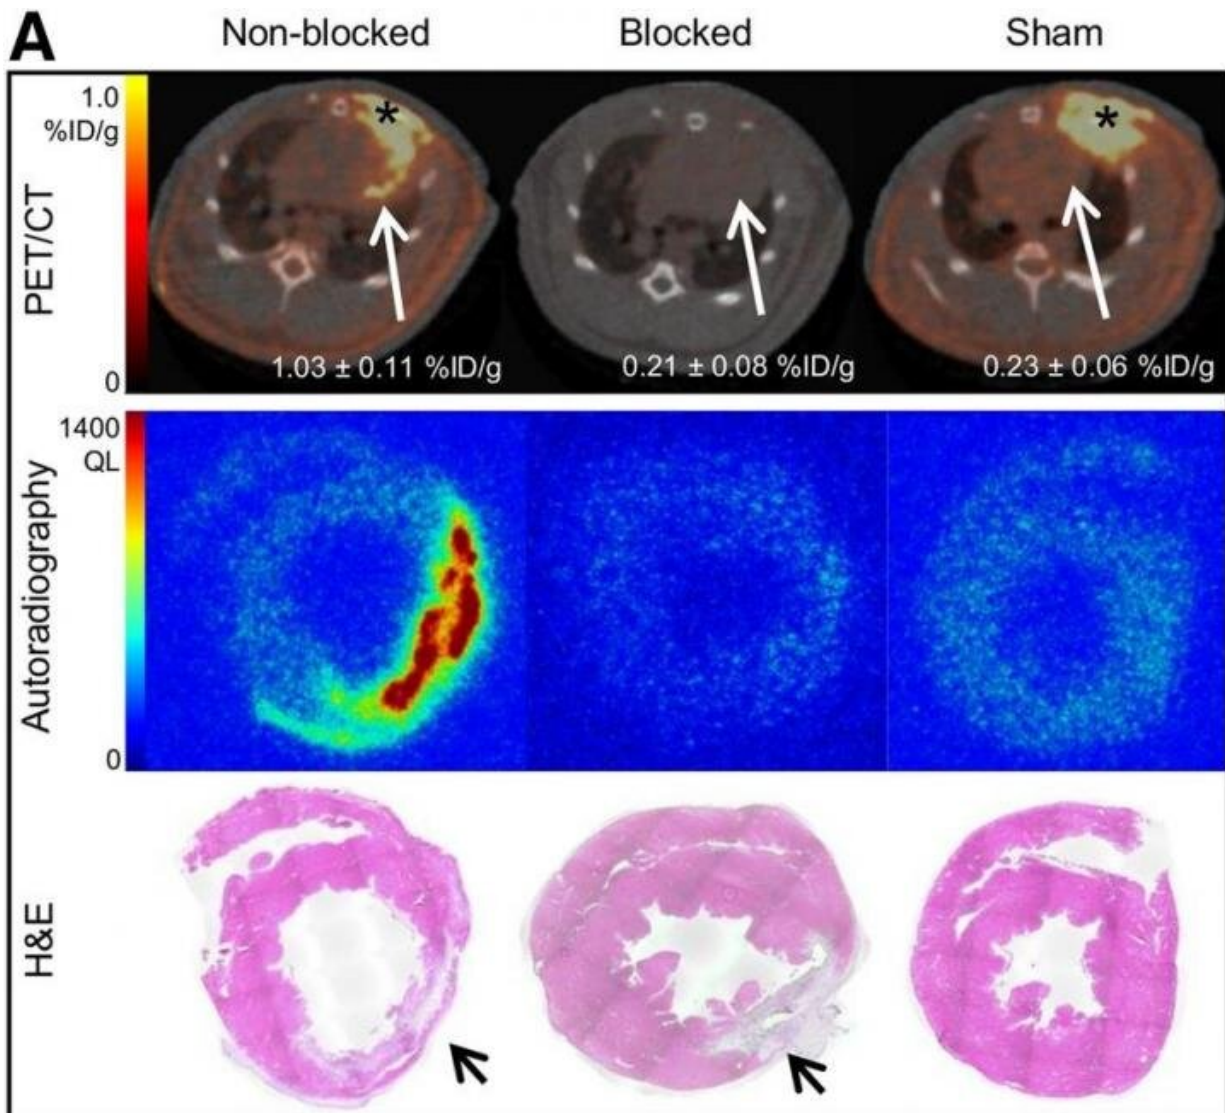 A
Non-blocked
Blocked
Sham
1.0
%ID/g
PET/CT
0
*
*
1.03 ± 0.11 %ID/g
0.21 ± 0.08 %ID/g
0.23 ± 0.06 %ID/g
1400
QL
Autoradiography
0
H&E